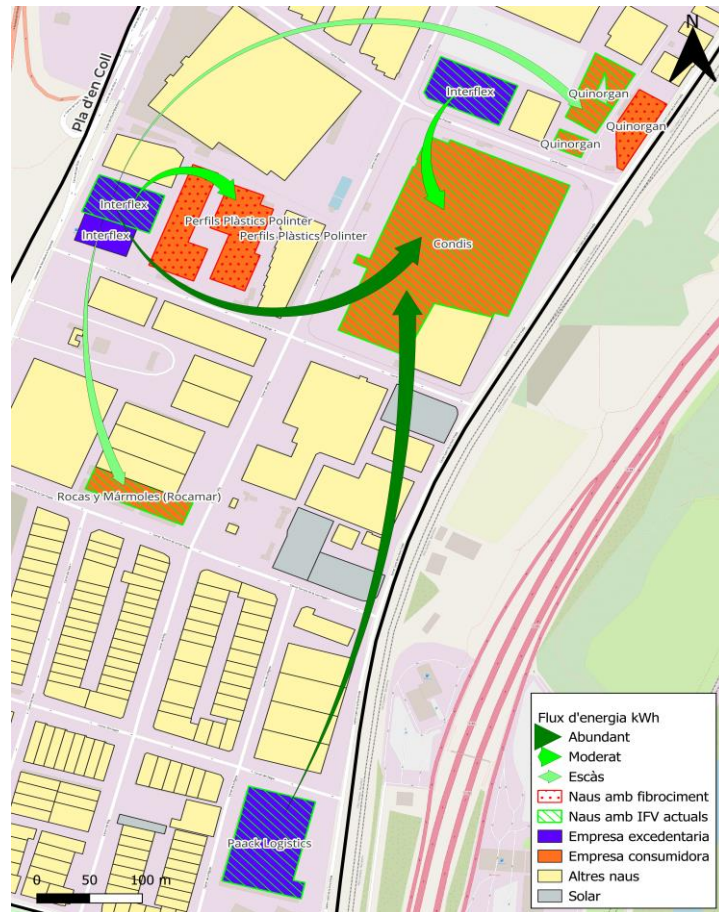 N
Pla d'en Coll
Interflex
Quinorgan
Quinorgan
Quinorgan
Interflex
Interflex
Perfils Plàstics Polinter
Perfils Plàstics Polinter
Condis
Rocas y Mármoles (Rocamar)
Paack Logistics
Flux d'energia kWh
Abundant
Moderat
Escàs
Naus amb fibrociment
Naus amb IFV actuals
Empresa excedentaria
Empresa consumidora
Altres naus
Solar
0 50 100 m